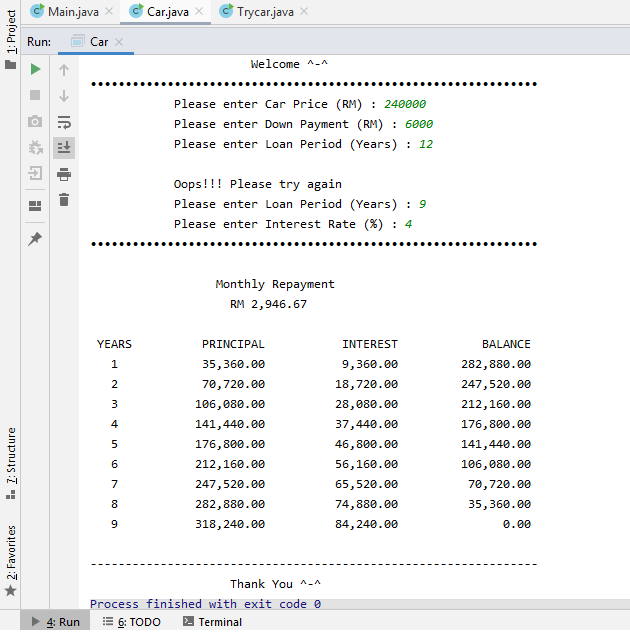 Main.java
Car.java
Trycar.java
Run:
Car
1: Project
Welcome ^-^
Please enter Car Price (RM) : 240000
Please enter Down Payment (RM) : 6000
Please enter Loan Period (Years) : 12
Oops!!! Please try again
Please enter Loan Period (Years) : 9
Please enter Interest Rate (%) : 4
Monthly Repayment
RM 2,946.67
YEARS PRINCIPAL INTEREST BALANCE
1 35,360.00 9,360.00 282,880.00
2 70,720.00 18,720.00 247,520.00
3 106,080.00 28,080.00 212,160.00
4 141,440.00 37,440.00 176,800.00
5 176,800.00 46,800.00 141,440.00
6 212,160.00 56,160.00 106,080.00
7 247,520.00 65,520.00 70,720.00
8 282,880.00 74,880.00 35,360.00
9 318,240.00 84,240.00 0.00
----------------------------------------------------------------
Thank You ^-^
Process finished with exit code 0
7: Structure
2: Favorites
4: Run
6: TODO
Terminal